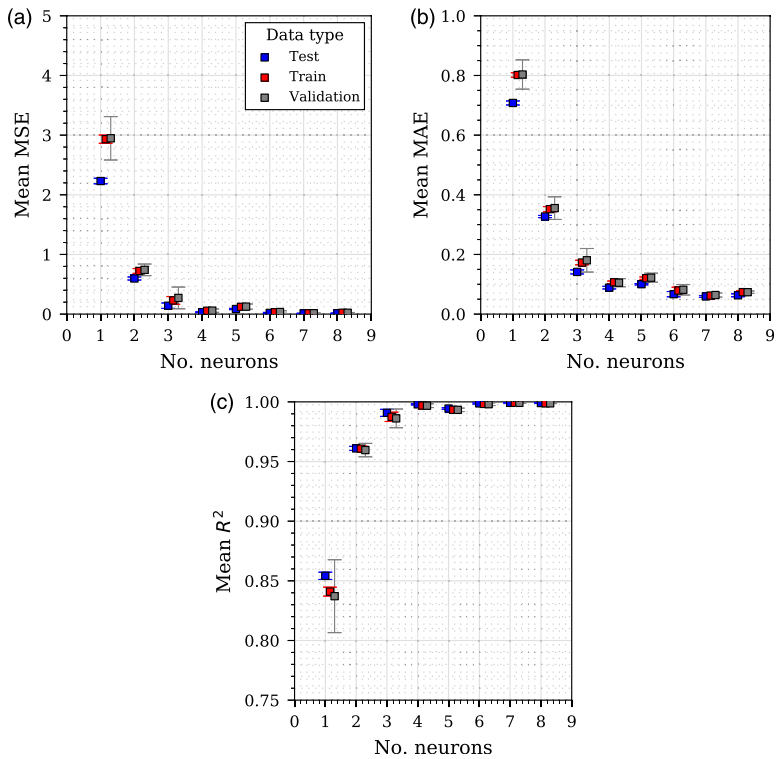 (a)
5
4
3
2
1
0
Mean MSE
0 1 2 3 4 5 6 7 8 9
No. neurons
Data type
Test
Train
Validation
(b)
1.0
0.8
0.6
0.4
0.2
0.0
Mean MAE
0 1 2 3 4 5 6 7 8 9
No. neurons
(c)
1.00
0.95
0.90
0.85
0.80
0.75
Mean R²
0 1 2 3 4 5 6 7 8 9
No. neurons